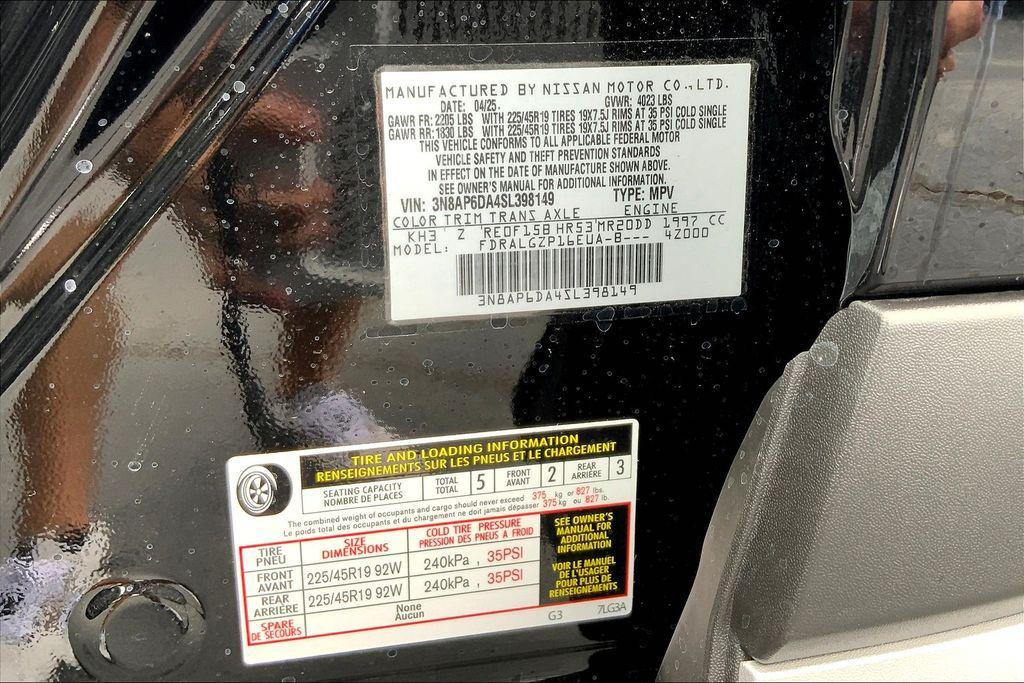 MANUFACTURED BY NISSAN MOTOR CO.,LTD.
DATE: 04/25. GVWR: 4023 LBS
GAWR FR: 2205 LBS WITH 225/45R19 TIRES 19X7.5J RIMS AT 35 PSI COLD SINGLE
GAWR RR: 1830 LBS WITH 225/45R19 TIRES 19X7.5J RIMS AT 35 PSI COLD SINGLE
THIS VEHICLE CONFORMS TO ALL APPLICABLE FEDERAL MOTOR
VEHICLE SAFETY AND THEFT PREVENTION STANDARDS
IN EFFECT ON THE DATE OF MANUFACTURE SHOWN ABOVE.
SEE OWNER'S MANUAL FOR ADDITIONAL INFORMATION.
VIN: 3N8AP6DA4SL398149 TYPE: MPV
COLOR TRIM TRANS AXLE ENGINE
KH3 Z RE0F15B HR53 MR20DD 1997 CC
MODEL: FDRALGZP16EUA-B--- 4Z000
3N8AP6DA4SL398149
TIRE AND LOADING INFORMATION
RENSEIGNEMENTS SUR LES PNEUS ET LE CHARGEMENT
SEATING CAPACITY TOTAL 5 FRONT 2 REAR 3
NOMBRE DE PLACES TOTAL AVANT ARRIÈRE
The combined weight of occupants and cargo should never exceed 375 kg or 827 lbs.
Le poids total des occupants et du chargement ne doit jamais dépasser 375 kg ou 827 lb.
TIRE SIZE COLD TIRE PRESSURE
PNEU DIMENSIONS PRESSION DES PNEUS A FROID
FRONT 225/45R19 92W 240kPa , 35PSI
AVANT
REAR 225/45R19 92W 240kPa , 35PSI
ARRIÈRE
SPARE None
DE SECOURS Aucun
SEE OWNER'S
MANUAL FOR
ADDITIONAL
INFORMATION
VOIR LE MANUEL
DE L'USAGER
POUR PLUS DE
RENSEIGNEMENTS
G3 7LG3A